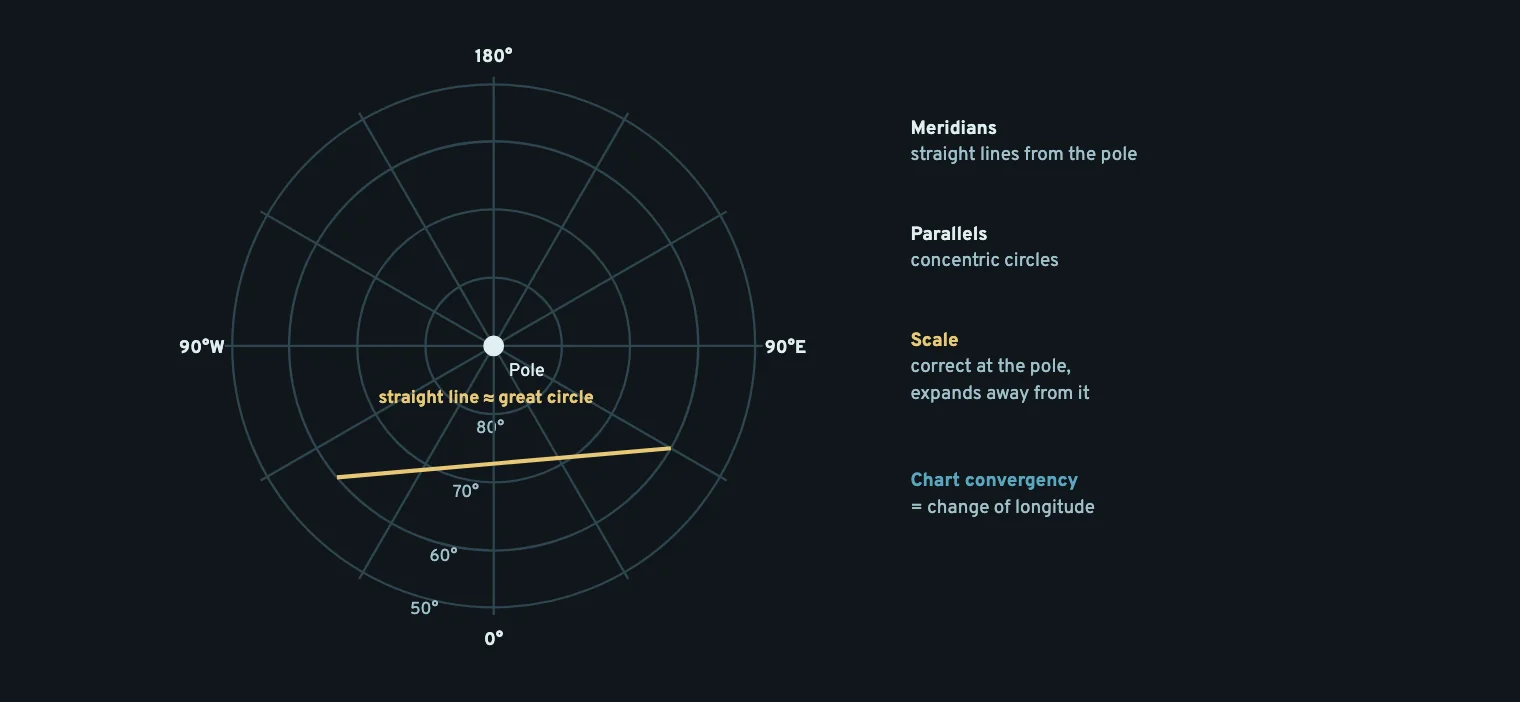 180°
90°W
90°E
Pole
straight line ≈ great circle
80°
70°
60°
50°
0°
Meridians
straight lines from the pole
Parallels
concentric circles
Scale
correct at the pole,
expands away from it
Chart convergency
= change of longitude